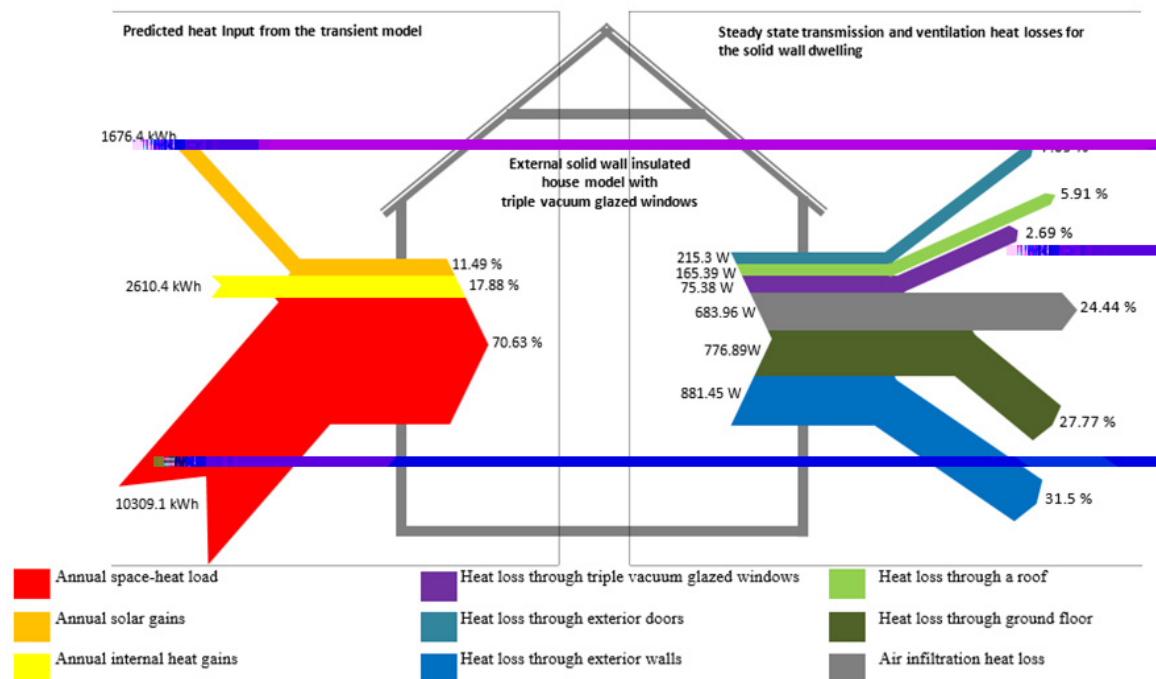 Predicted heat Input from the transient model
Steady state transmission and ventilation heat losses for
the solid wall dwelling
1676.4 kWh
External solid wall insulated
house model with
triple vacuum glazed windows
5.91 %
2.69 %
11.49 %
215.3 W
165.39 W
2610.4 kWh
17.88 %
75.38 W
24.44 %
683.96 W
70.63 %
776.89W
881.45 W
27.77 %
10309.1 kWh
31.5 %
Annual space-heat load
Heat loss through triple vacuum glazed windows
Heat loss through a roof
Annual solar gains
Heat loss through exterior doors
Heat loss through ground floor
Annual internal heat gains
Heat loss through exterior walls
Air infiltration heat loss